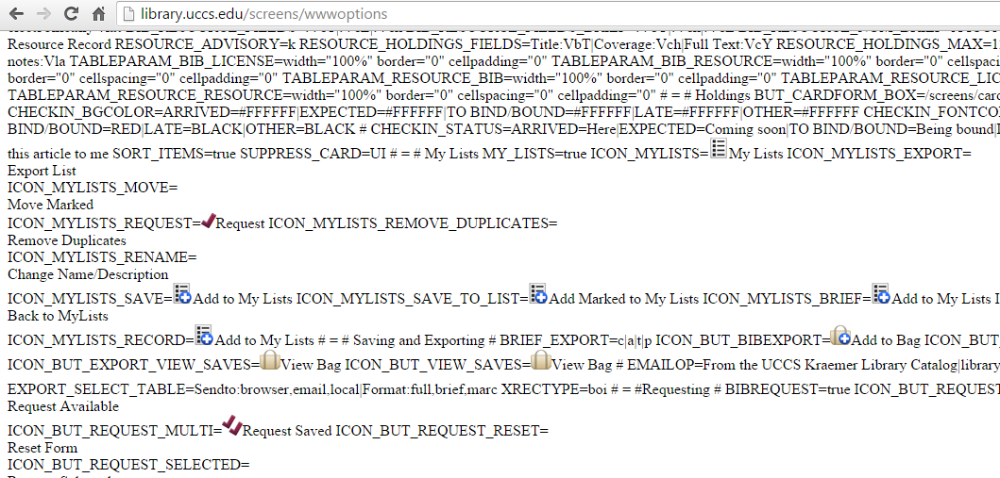 library.uccs.edu/screens/wwwoptions
Resource Record RESOURCE_ADVISORY=k RESOURCE_HOLDINGS_FIELDS=Title:VbT|Coverage:Vch|Full Text:VcY RESOURCE_HOLDINGS_MAX=1
notes:Vla TABLEPARAM_BIB_LICENSE=width="100%" border="0" cellpadding="0" TABLEPARAM_BIB_RESOURCE=width="100%" border="0" cellspacing="0" cellpadding="0"
border="0" cellspacing="0" cellpadding="0" TABLEPARAM_RESOURCE_BIB=width="100%" border="0" cellspacing="0" cellpadding="0" TABLEPARAM_RESOURCE_LIC
TABLEPARAM_RESOURCE_RESOURCE=width="100%" border="0" cellspacing="0" cellpadding="0" # = # Holdings BUT_CARDFORM_BOX=/screens/card
CHECKIN_BGCOLOR=ARRIVED=#FFFFFF|EXPECTED=#FFFFFF|TO BIND/BOUND=#FFFFFF|LATE=#FFFFFF|OTHER=#FFFFFF CHECKIN_FONTCO
BIND/BOUND=RED|LATE=BLACK|OTHER=BLACK # CHECKIN_STATUS=ARRIVED=Here|EXPECTED=Coming soon|TO BIND/BOUND=Being bound|
this article to me SORT_ITEMS=true SUPPRESS_CARD=UI # = # My Lists MY_LISTS=true ICON_MYLISTS= My Lists ICON_MYLISTS_EXPORT=
Export List
ICON_MYLISTS_MOVE=
Move Marked
ICON_MYLISTS_REQUEST= Request ICON_MYLISTS_REMOVE_DUPLICATES=
Remove Duplicates
ICON_MYLISTS_RENAME=
Change Name/Description
ICON_MYLISTS_SAVE= Add to My Lists ICON_MYLISTS_SAVE_TO_LIST= Add Marked to My Lists ICON_MYLISTS_BRIEF= Add to My Lists I
Back to MyLists
ICON_MYLISTS_RECORD= Add to My Lists # = # Saving and Exporting # BRIEF_EXPORT=c|a|t|p ICON_BUT_BIBEXPORT= Add to Bag ICON_BUT_
ICON_BUT_EXPORT_VIEW_SAVES= View Bag ICON_BUT_VIEW_SAVES= View Bag # EMAILOP=From the UCCS Kraemer Library Catalog|library
EXPORT_SELECT_TABLE=Sendto:browser,email,local|Format:full,brief,marc XRECTYPE=boi # = #Requesting # BIBREQUEST=true ICON_BUT_REQUEST
Request Available
ICON_BUT_REQUEST_MULTI= Request Saved ICON_BUT_REQUEST_RESET=
Reset Form
ICON_BUT_REQUEST_SELECTED=